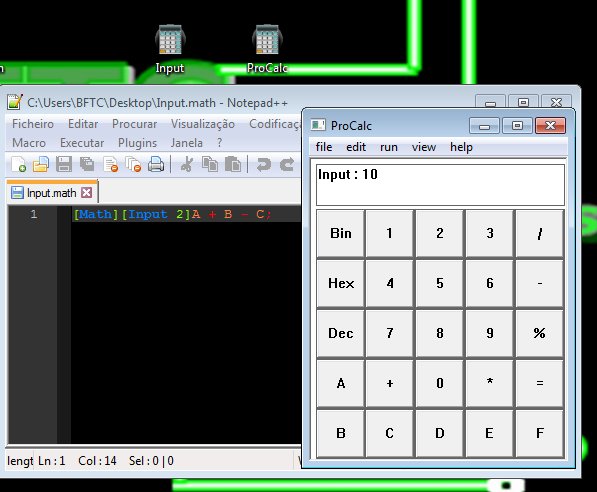 Input
ProCalc
C:\Users\BFTC\Desktop\Input.math - Notepad++
Ficheiro Editar Procurar Visualização Codificaç
Macro Executar Plugins Janela ?
Input.math
1 [Math][Input 2]A + B - C;
lengt Ln : 1 Col : 14 Sel : 0 | 0
ProCalc
file edit run view help
Input : 10
Bin 1 2 3 /
Hex 4 5 6 -
Dec 7 8 9 %
A + 0 * =
B C D E F